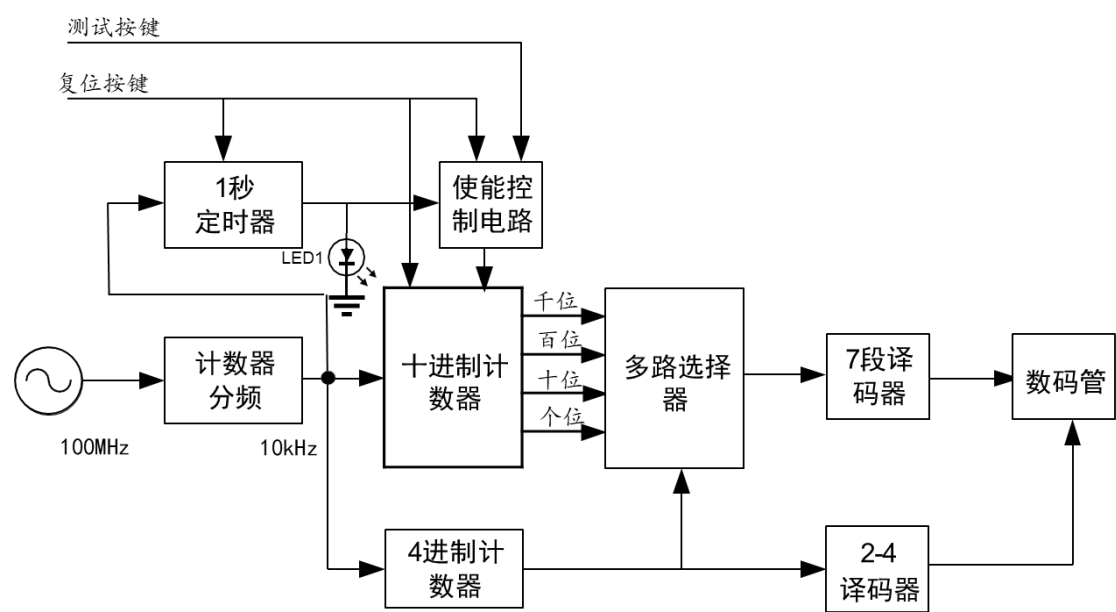 测试按键
复位按键
1秒
定时器
使能控
制电路
LED1
千位
百位
十位
个位
计数器
分频
十进制计
数器
多路选择
器
7段译
码器
数码管
100MHz
10kHz
4进制计
数器
2-4
译码器